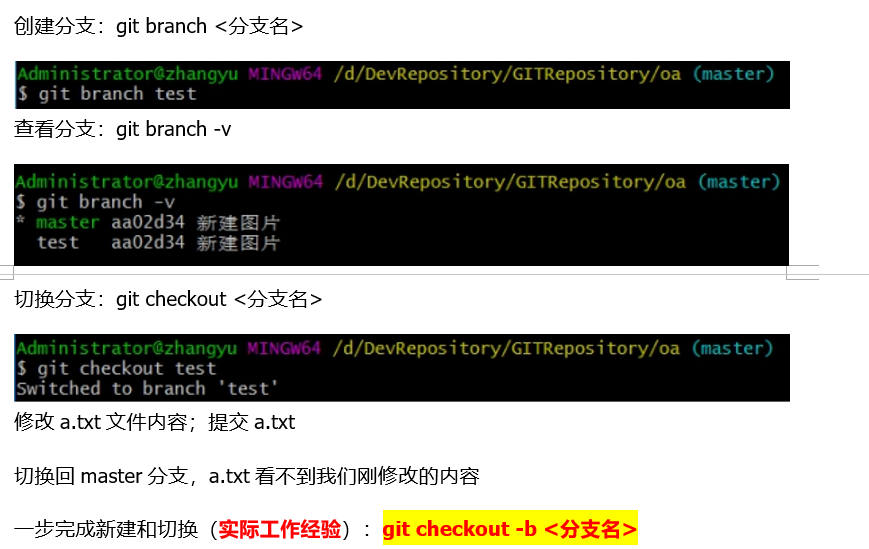 创建分支：git branch <分支名>
Administrator@zhangyu MINGW64 /d/DevRepository/GITRepository/oa (master)
$ git branch test
查看分支：git branch -v
Administrator@zhangyu MINGW64 /d/DevRepository/GITRepository/oa (master)
$ git branch -v
* master aa02d34 新建图片
  test   aa02d34 新建图片
切换分支：git checkout <分支名>
Administrator@zhangyu MINGW64 /d/DevRepository/GITRepository/oa (master)
$ git checkout test
Switched to branch 'test'
修改 a.txt 文件内容；提交 a.txt
切换回 master 分支，a.txt 看不到我们刚修改的内容
一步完成新建和切换（实际工作经验）：git checkout -b <分支名>